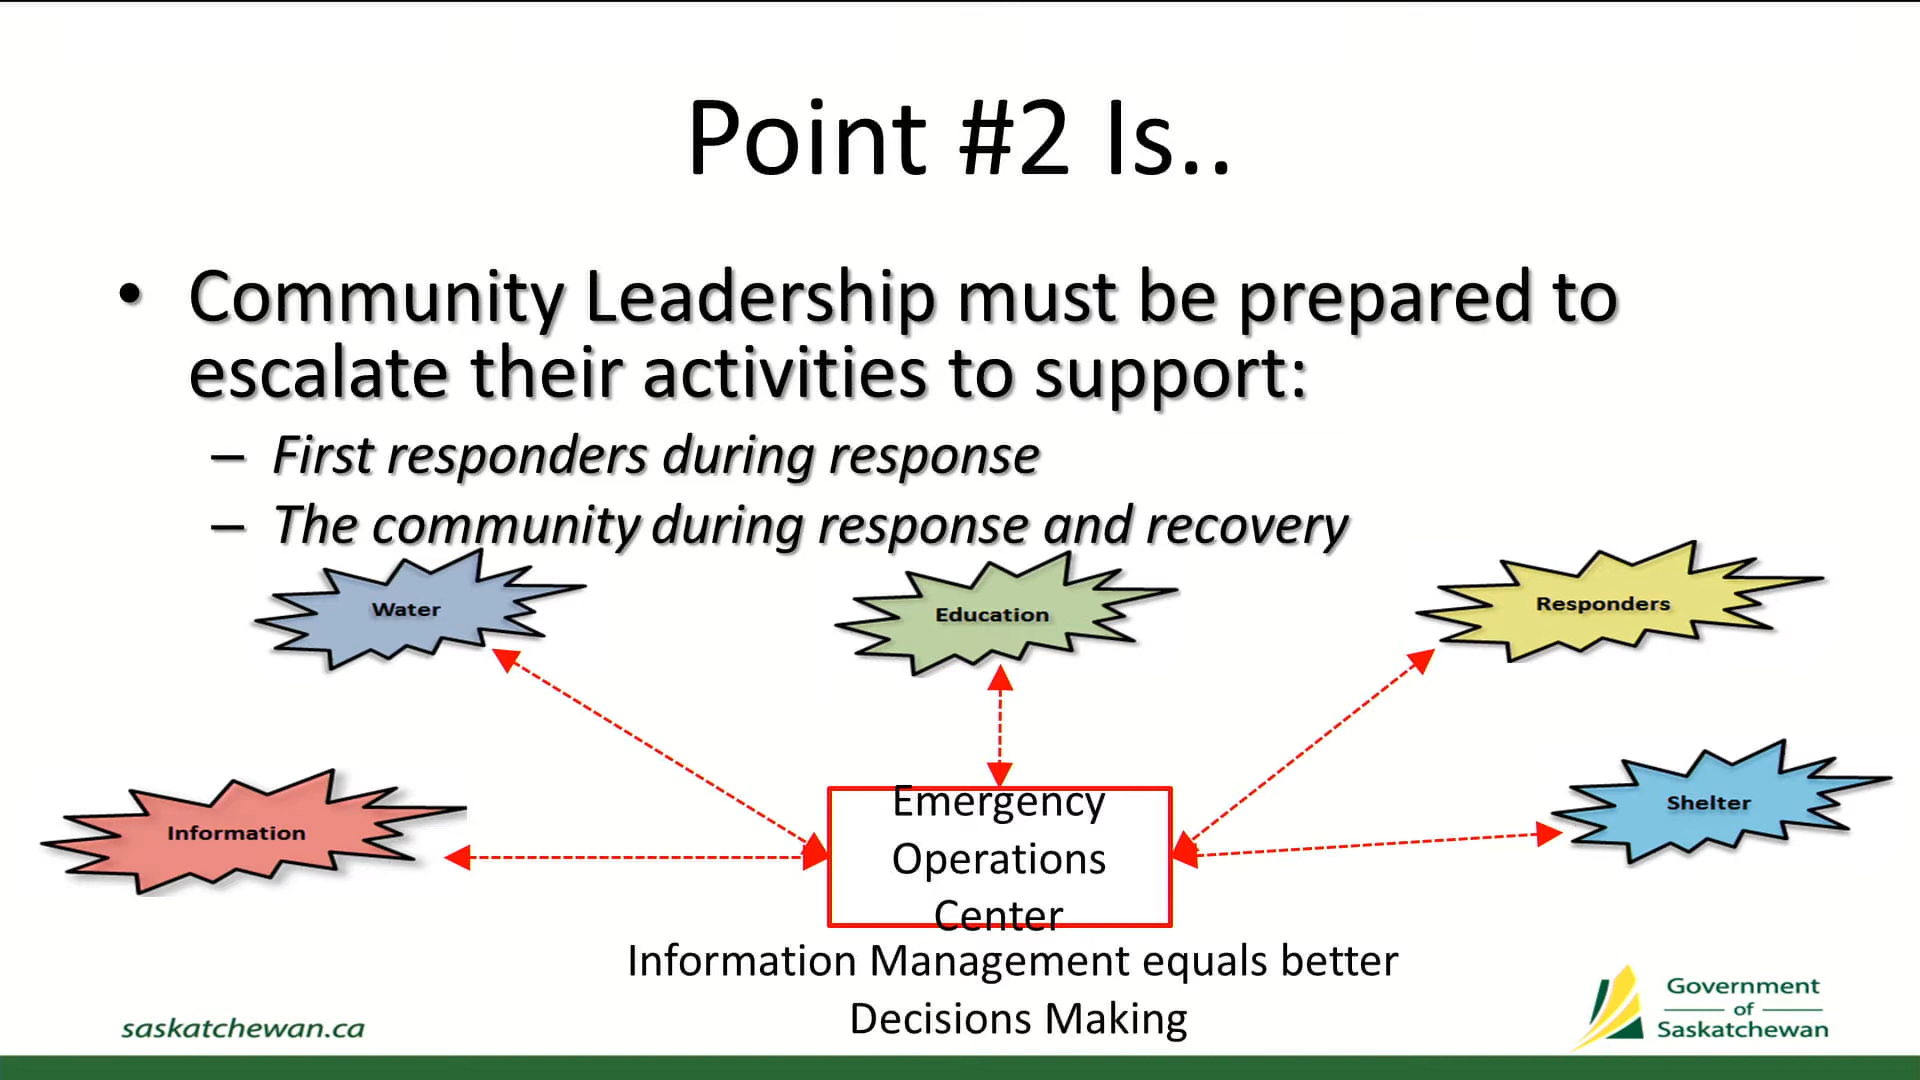 Point #2 Is..
• Community Leadership must be prepared to
escalate their activities to support:
– First responders during response
– The community during response and recovery
Water
Education
Responders
Information
Shelter
Emergency
Operations
Center
Information Management equals better
Decisions Making
saskatchewan.ca
Government
of
Saskatchewan